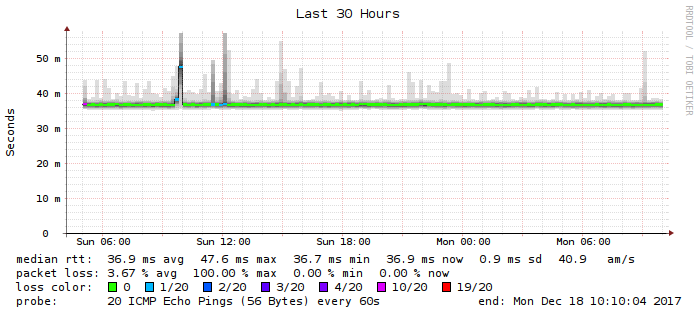 Last 30 Hours
RRDTOOL / TOBI OETIKER
Seconds
50 m
40 m
30 m
20 m
10 m
0
Sun 06:00 Sun 12:00 Sun 18:00 Mon 00:00 Mon 06:00
median rtt: 36.9 ms avg 47.6 ms max 36.7 ms min 36.9 ms now 0.9 ms sd 40.9 am/s
packet loss: 3.67 % avg 100.00 % max 0.00 % min 0.00 % now
loss color: 0 1/20 2/20 3/20 4/20 10/20 19/20
probe: 20 ICMP Echo Pings (56 Bytes) every 60s end: Mon Dec 18 10:10:04 2017